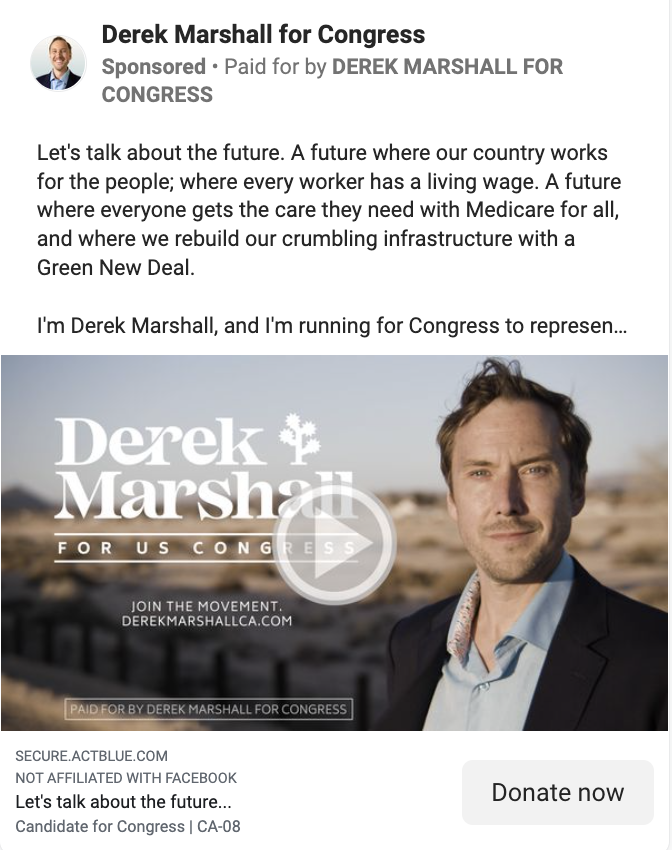 Derek Marshall for Congress
Sponsored • Paid for by DEREK MARSHALL FOR
CONGRESS
Let's talk about the future. A future where our country works
for the people; where every worker has a living wage. A future
where everyone gets the care they need with Medicare for all,
and where we rebuild our crumbling infrastructure with a
Green New Deal.
I'm Derek Marshall, and I'm running for Congress to represen...
Derek
Marshall
FOR US CONGRESS
JOIN THE MOVEMENT.
DEREKMARSHALLCA.COM
PAID FOR BY DEREK MARSHALL FOR CONGRESS
SECURE.ACTBLUE.COM
NOT AFFILIATED WITH FACEBOOK
Let's talk about the future...
Candidate for Congress | CA-08
Donate now